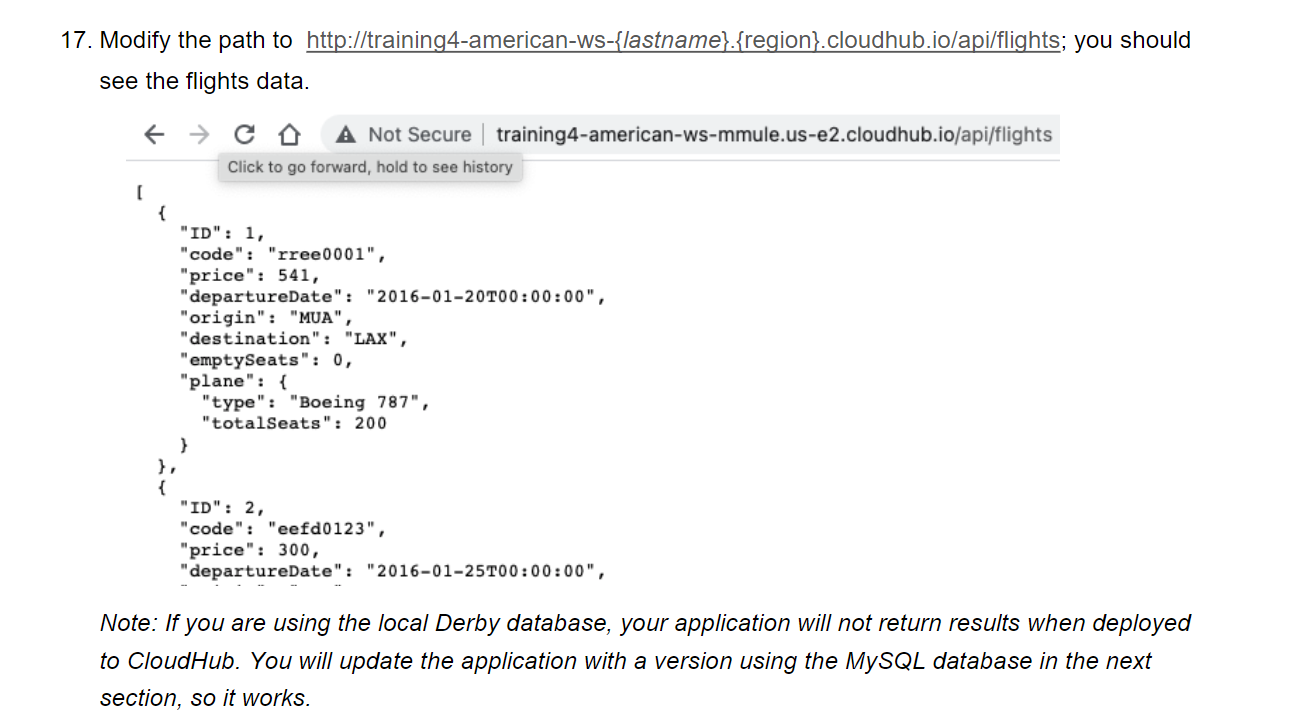 17. Modify the path to http://training4-american-ws-{lastname}.{region}.cloudhub.io/api/flights; you should
see the flights data.
Not Secure | training4-american-ws-mmule.us-e2.cloudhub.io/api/flights
Click to go forward, hold to see history
[
{
"ID": 1,
"code": "rree0001",
"price": 541,
"departureDate": "2016-01-20T00:00:00",
"origin": "MUA",
"destination": "LAX",
"emptySeats": 0,
"plane": {
"type": "Boeing 787",
"totalSeats": 200
}
},
{
"ID": 2,
"code": "eefd0123",
"price": 300,
"departureDate": "2016-01-25T00:00:00",
Note: If you are using the local Derby database, your application will not return results when deployed
to CloudHub. You will update the application with a version using the MySQL database in the next
section, so it works.